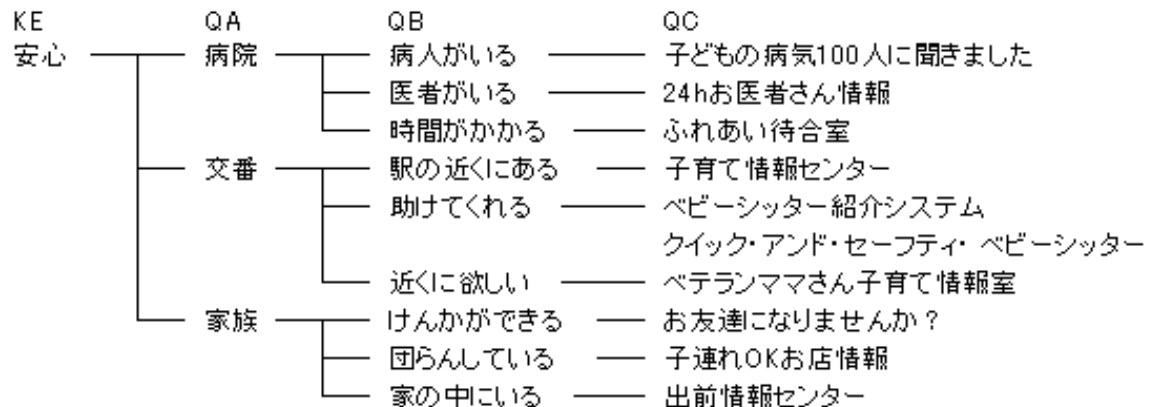 KE QA QB QC
安心 病院 病人がいる 子どもの病気100人に聞きました
医者がいる 24hお医者さん情報
時間がかかる ふれあい待合室
交番 駅の近くにある 子育て情報センター
助けてくれる ベビーシッター紹介システム
クイック・アンド・セーフティ・ベビーシッター
近くに欲しい ベテランママさん子育て情報室
家族 けんかができる お友達になりませんか？
団らんしている 子連れOKお店情報
家の中にいる 出前情報センター